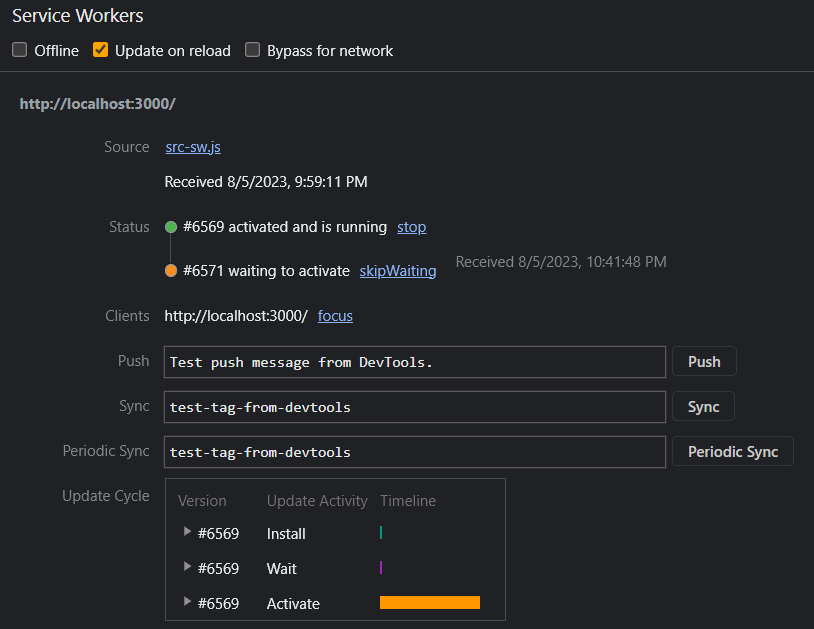 Service Workers
Offline Update on reload Bypass for network
http://localhost:3000/
Source src-sw.js
Received 8/5/2023, 9:59:11 PM
Status #6569 activated and is running stop
#6571 waiting to activate skipWaiting Received 8/5/2023, 10:41:48 PM
Clients http://localhost:3000/ focus
Push Test push message from DevTools. Push
Sync test-tag-from-devtools Sync
Periodic Sync test-tag-from-devtools Periodic Sync
Update Cycle Version Update Activity Timeline
#6569 Install
#6569 Wait
#6569 Activate